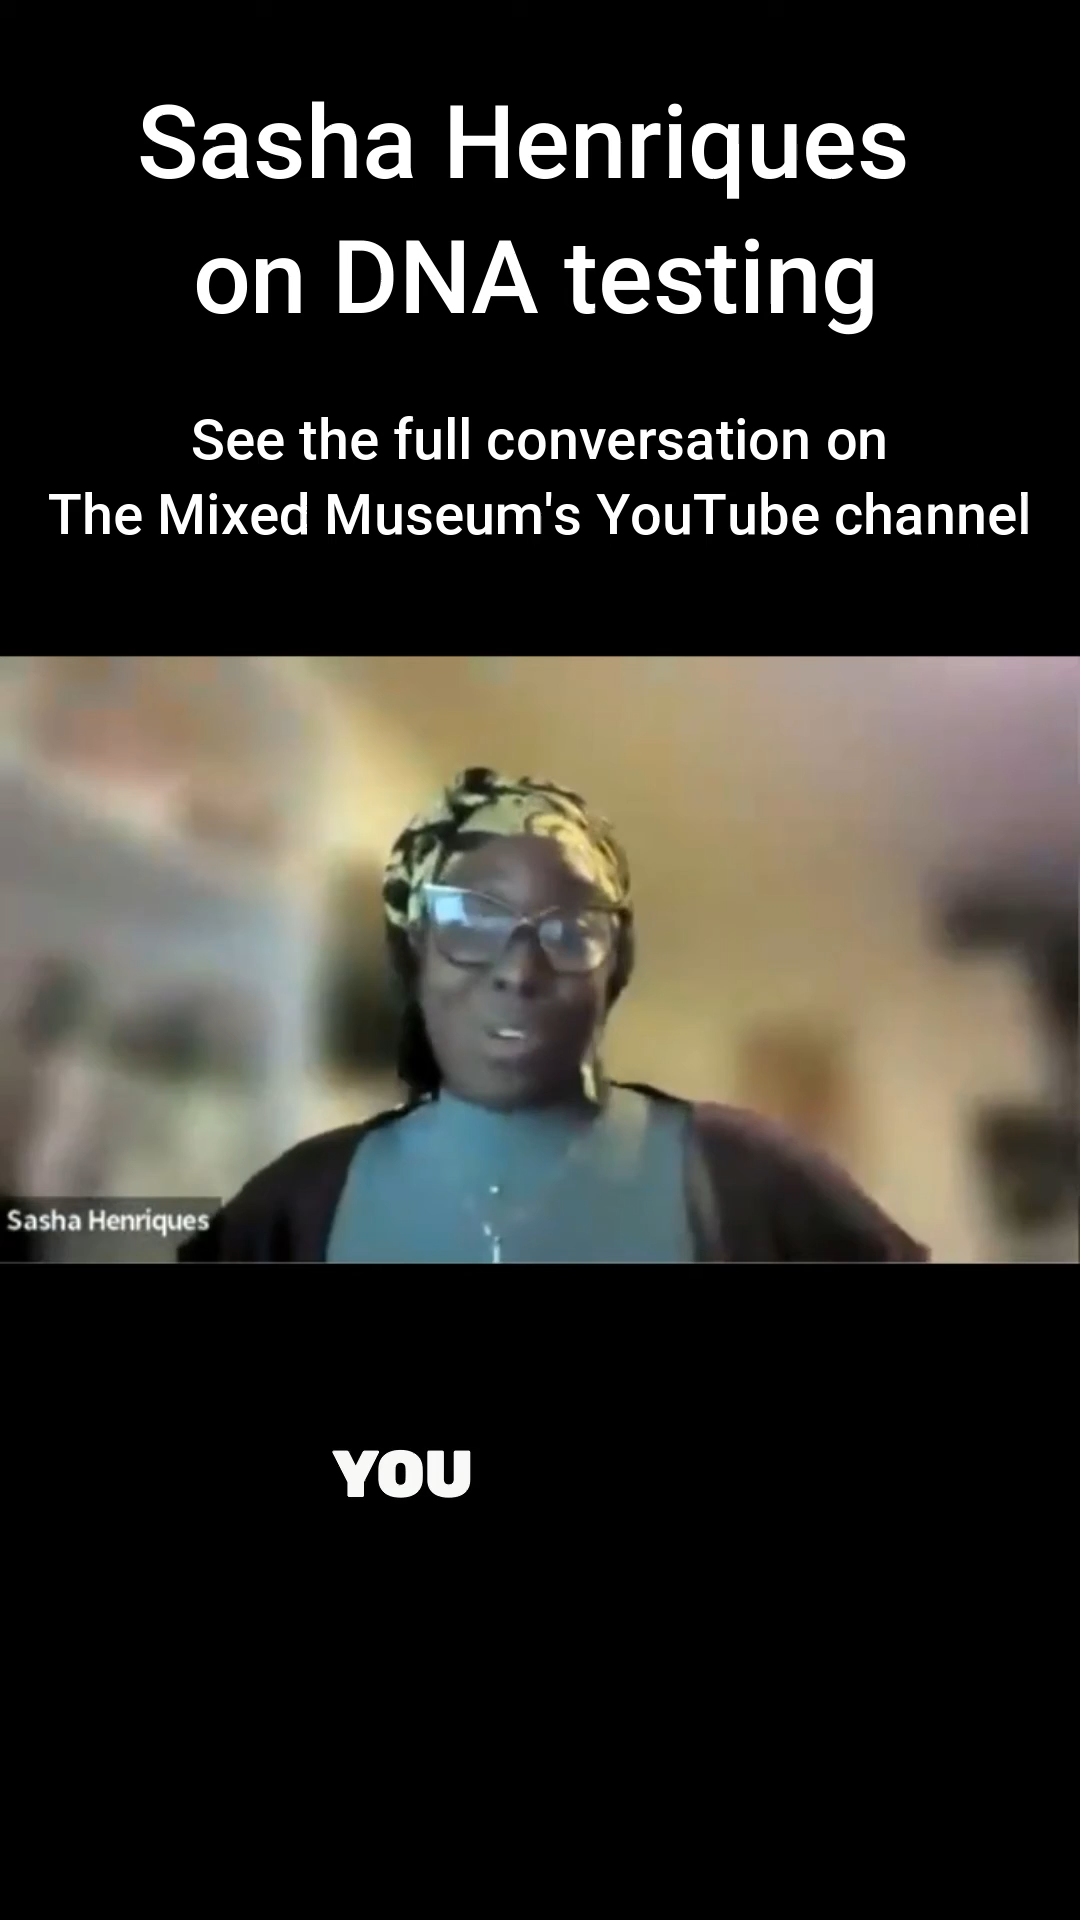 Sasha Henriques
on DNA testing
See the full conversation on
The Mixed Museum's YouTube channel
Sasha Henriques
YOU